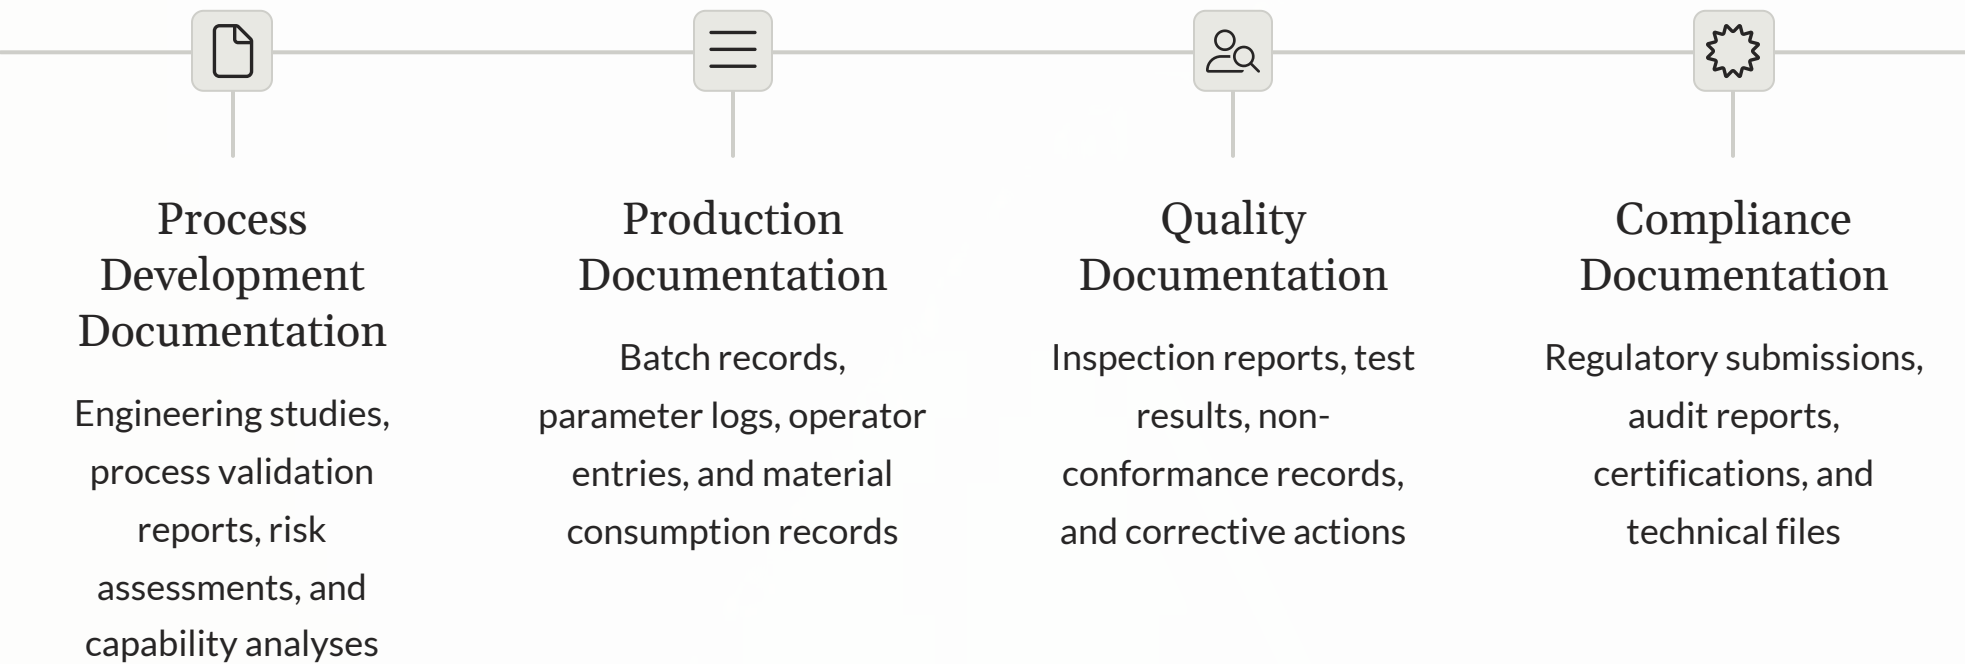 Process
Development
Documentation
Engineering studies,
process validation
reports, risk
assessments, and
capability analyses
Production
Documentation
Batch records,
parameter logs, operator
entries, and material
consumption records
Quality
Documentation
Inspection reports, test
results, non-
conformance records,
and corrective actions
Compliance
Documentation
Regulatory submissions,
audit reports,
certifications, and
technical files